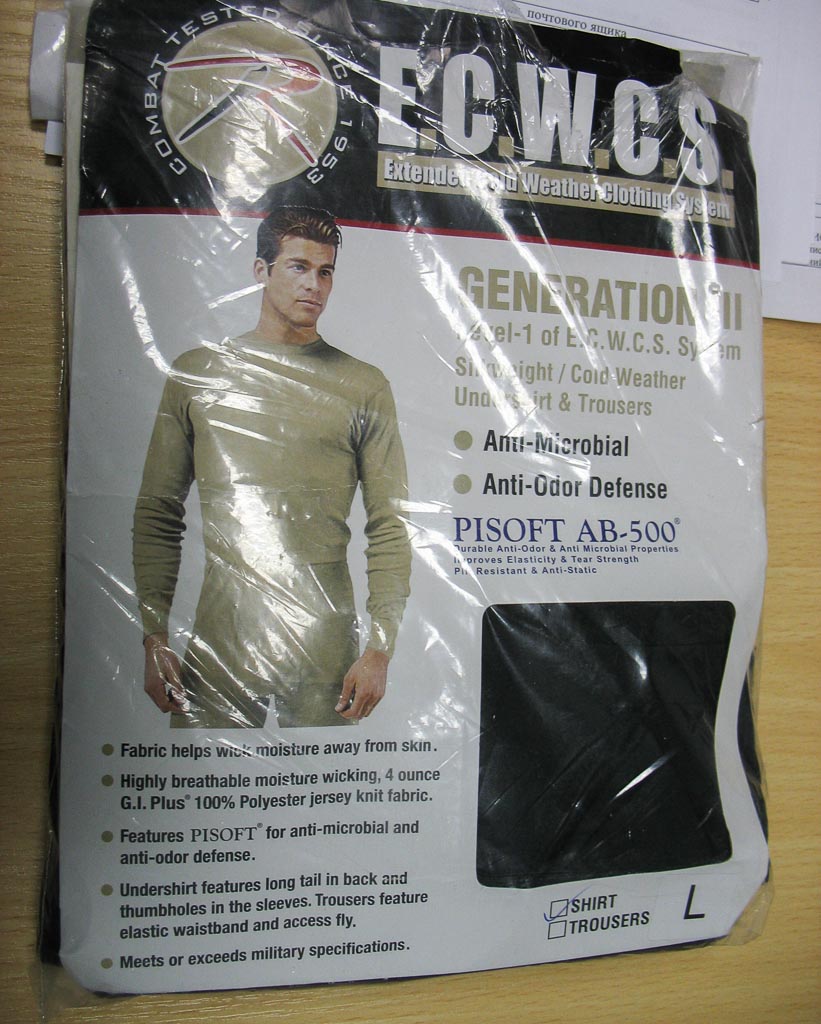 почтового ящика
COMBAT TESTED SINCE 1953
E.C.W.C.S.
Extended Cold Weather Clothing System
GENERATION III
Level-1 of E.C.W.C.S. System
Silkweight / Cold Weather
Undershirt & Trousers
Anti-Microbial
Anti-Odor Defense
PISOFT AB-500®
Durable Anti-Odor & Anti Microbial Properties
Improves Elasticity & Tear Strength
Pill Resistant & Anti-Static
Fabric helps wick moisture away from skin.
Highly breathable moisture wicking, 4 ounce
G.I. Plus® 100% Polyester jersey knit fabric.
Features PISOFT® for anti-microbial and
anti-odor defense.
Undershirt features long tail in back and
thumbholes in the sleeves. Trousers feature
elastic waistband and access fly.
Meets or exceeds military specifications.
SHIRT
TROUSERS
L